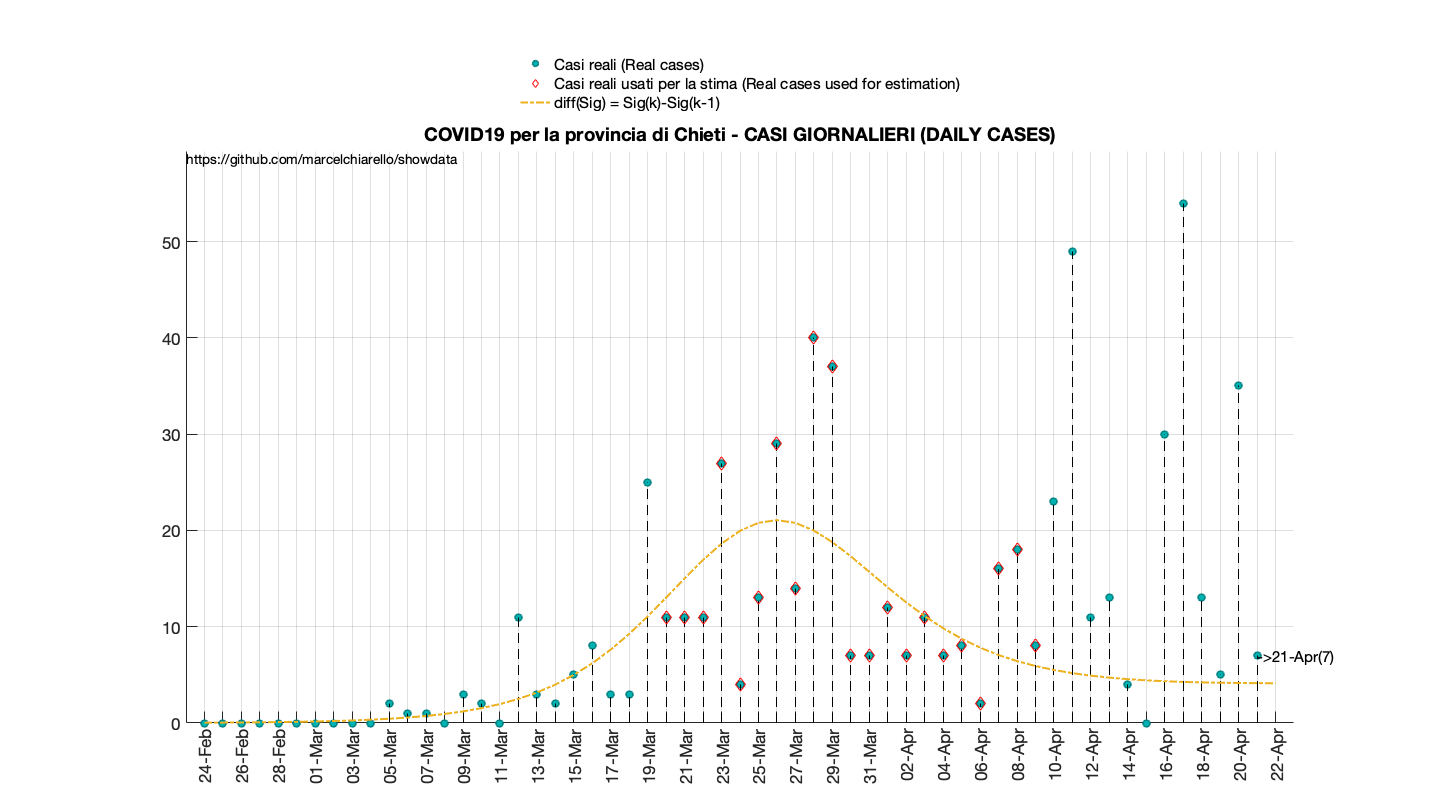 Casi reali (Real cases)
Casi reali usati per la stima (Real cases used for estimation)
diff(Sig) = Sig(k)-Sig(k-1)
COVID19 per la provincia di Chieti - CASI GIORNALIERI (DAILY CASES)
https://github.com/marcelchiarello/showdata
50
40
30
20
10
0
->21-Apr(7)
24-Feb
26-Feb
28-Feb
01-Mar
03-Mar
05-Mar
07-Mar
09-Mar
11-Mar
13-Mar
15-Mar
17-Mar
19-Mar
21-Mar
23-Mar
25-Mar
27-Mar
29-Mar
31-Mar
02-Apr
04-Apr
06-Apr
08-Apr
10-Apr
12-Apr
14-Apr
16-Apr
18-Apr
20-Apr
22-Apr